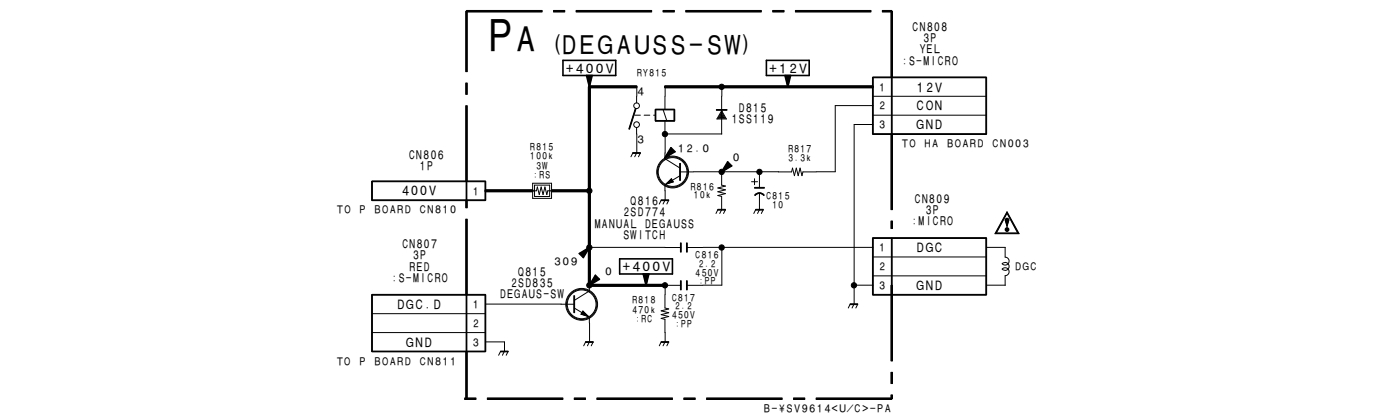 PA (DEGAUSS-SW)
CN808
3P
YEL
:S-MICRO
+400V
RY815
+12V
1 12V
2 CON
3 GND
TO HA BOARD CN003
4
3
D815
1SS119
12.0
0
R817
3.3k
CN806
1P
R815
100k
3W
:RS
400V 1
TO P BOARD CN810
R816
10k
+
C815
10
Q816
2SD774
MANUAL DEGAUSS
SWITCH
CN809
3P
:MICRO
1 DGC
2
3 GND
DGC
CN807
3P
RED
:S-MICRO
309
0
+400V
C816
2.2
450V
:PP
Q815
2SD835
DEGAUS-SW
R818
470k
:RC
C817
2.2
450V
:PP
DGC.D 1
2
GND 3
TO P BOARD CN811
B-¥SV9614<U/C>-PA